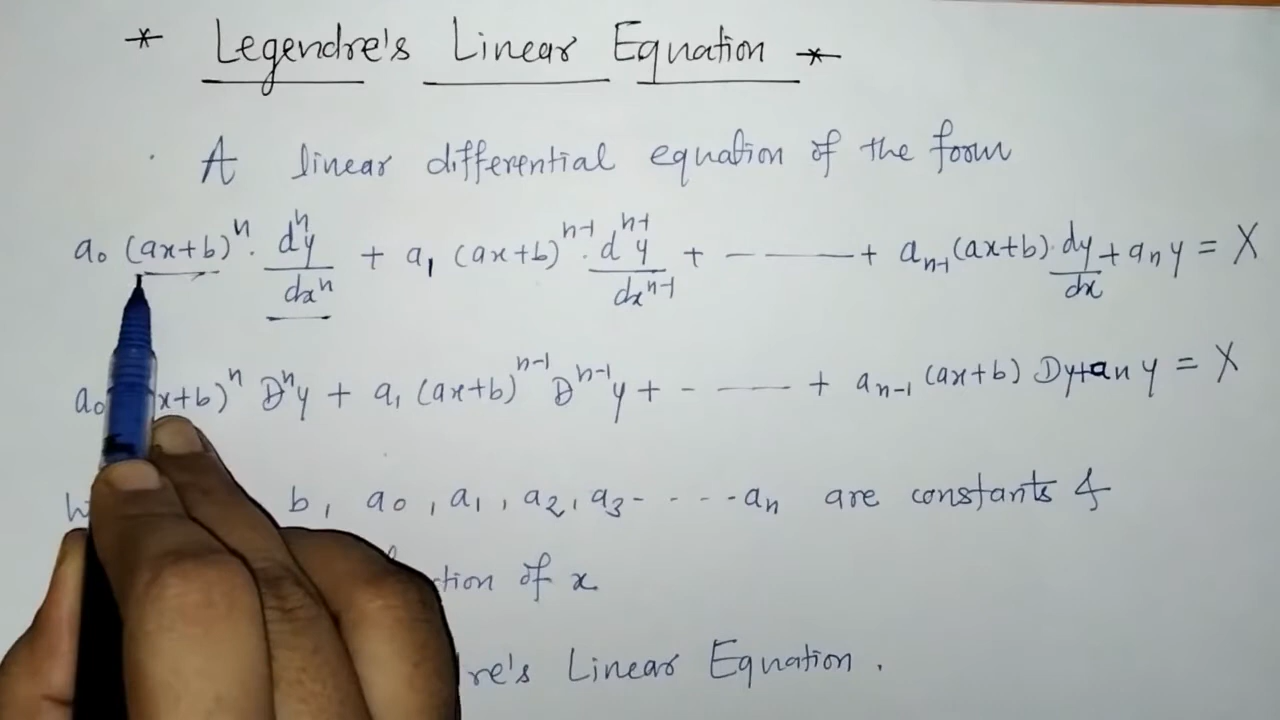 * Legendre's Linear Equation *
A linear differential equation of the form
a₀ (ax+b)ⁿ · dⁿy/dxⁿ + a₁ (ax+b)ⁿ⁻¹ · dⁿ⁻¹y/dxⁿ⁻¹ + - ——— + aₙ₋₁ (ax+b) · dy/dx + aₙ y = X
a₀ x+b)ⁿ Dⁿy + a₁ (ax+b)ⁿ⁻¹ Dⁿ⁻¹y + - —— + aₙ₋₁ (ax+b) Dy + aₙ y = X
b, a₀, a₁, a₂, a₃- - - - -aₙ are constants &
of x
Linear Equation.